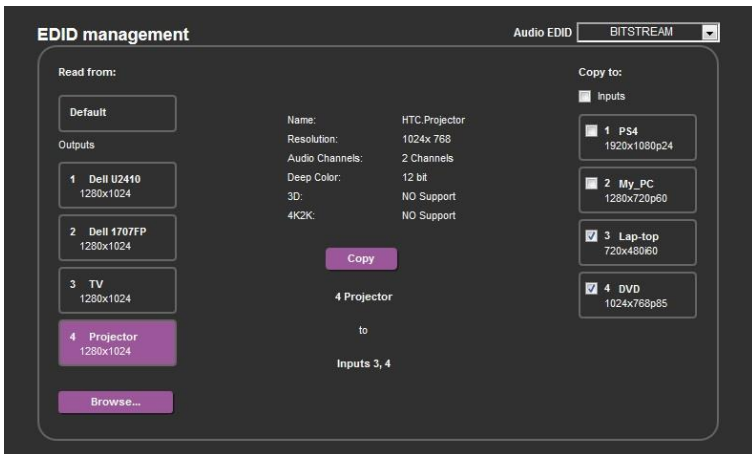 EDID management
Audio EDID BITSTREAM
Read from:
Default
Outputs
1 Dell U2410
1280x1024
2 Dell 1707FP
1280x1024
3 TV
1280x1024
4 Projector
1280x1024
Browse...
Name: HTC.Projector
Resolution: 1024x 768
Audio Channels: 2 Channels
Deep Color: 12 bit
3D: NO Support
4K2K: NO Support
Copy
4 Projector
to
Inputs 3, 4
Copy to:
Inputs
1 PS4
1920x1080p24
2 My_PC
1280x720p60
3 Lap-top
720x480i60
4 DVD
1024x768p85